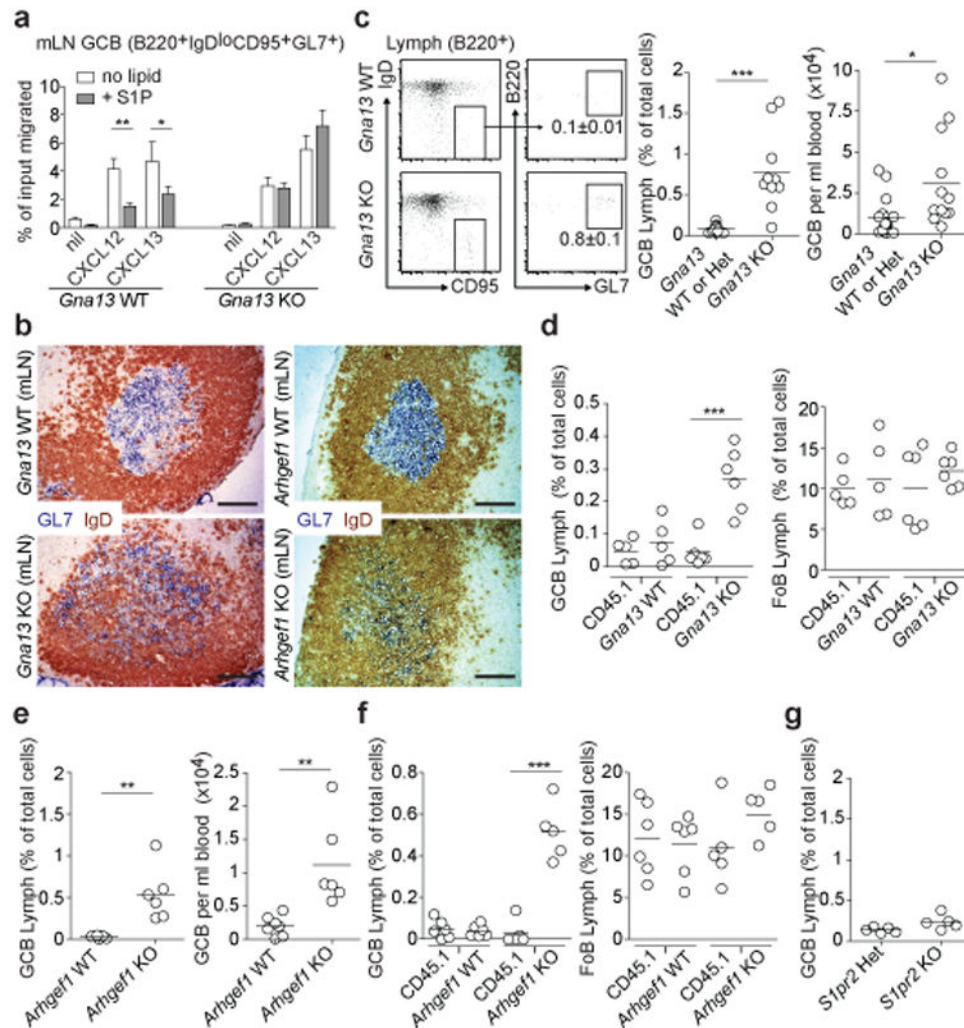 a
mLN GCB (B220+IgDloCD95+GL7+)
no lipid
+ S1P
**
*
% of input migrated
10
8
6
4
2
0
nil
CXCL12
CXCL13
nil
CXCL12
CXCL13
Gna13 WT
Gna13 KO
c
Lymph (B220+)
Gna13 WT
IgD
B220
0.1±0.01
Gna13 KO
0.8±0.1
CD95
GL7
GCB Lymph (% of total cells)
2
1.5
1
0.5
0
***
Gna13
WT or Het
Gna13 KO
GCB per ml blood (x10⁴)
10
8
6
4
2
0
*
Gna13
WT or Het
Gna13 KO
b
Gna13 WT (mLN)
Arhgef1 WT (mLN)
GL7 IgD
GL7 IgD
Gna13 KO (mLN)
Arhgef1 KO (mLN)
d
GCB Lymph (% of total cells)
0.5
0.4
0.3
0.2
0.1
0
***
CD45.1
Gna13 WT
CD45.1
Gna13 KO
FoB Lymph (% of total cells)
20
15
10
5
0
CD45.1
Gna13 WT
CD45.1
Gna13 KO
e
GCB Lymph (% of total cells)
2
1.5
1
0.5
0
**
Arhgef1 WT
Arhgef1 KO
GCB per ml blood (x10⁴)
2.5
2
1.5
1
0.5
0
**
Arhgef1 WT
Arhgef1 KO
f
GCB Lymph (% of total cells)
0.8
0.6
0.4
0.2
0
***
CD45.1
Arhgef1 WT
CD45.1
Arhgef1 KO
FoB Lymph (% of total cells)
20
15
10
5
0
CD45.1
Arhgef1 WT
CD45.1
Arhgef1 KO
g
GCB Lymph (% of total cells)
2
1.5
1
0.5
0
S1pr2 Het
S1pr2 KO